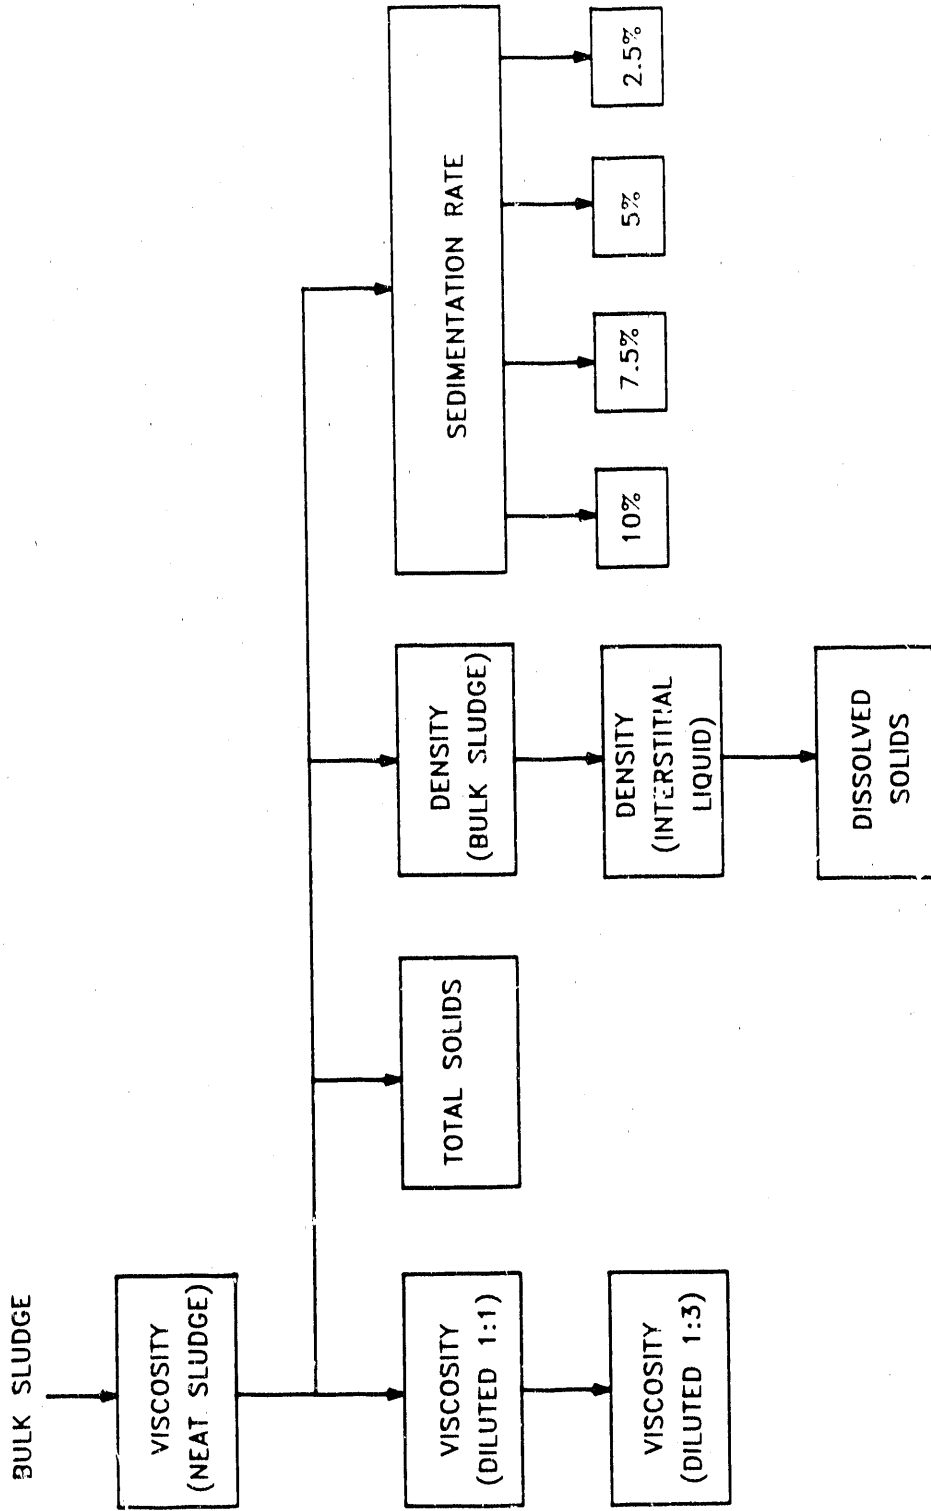 BULK SLUDGE
VISCOSITY
(NEAT SLUDGE)
VISCOSITY
(DILUTED 1:1)
VISCOSITY
(DILUTED 1:3)
TOTAL SOLIDS
DENSITY
(BULK SLUDGE)
DENSITY
(INTERSTITIAL
LIQUID)
DISSOLVED
SOLIDS
SEDIMENTATION RATE
10%
7.5%
5%
2.5%